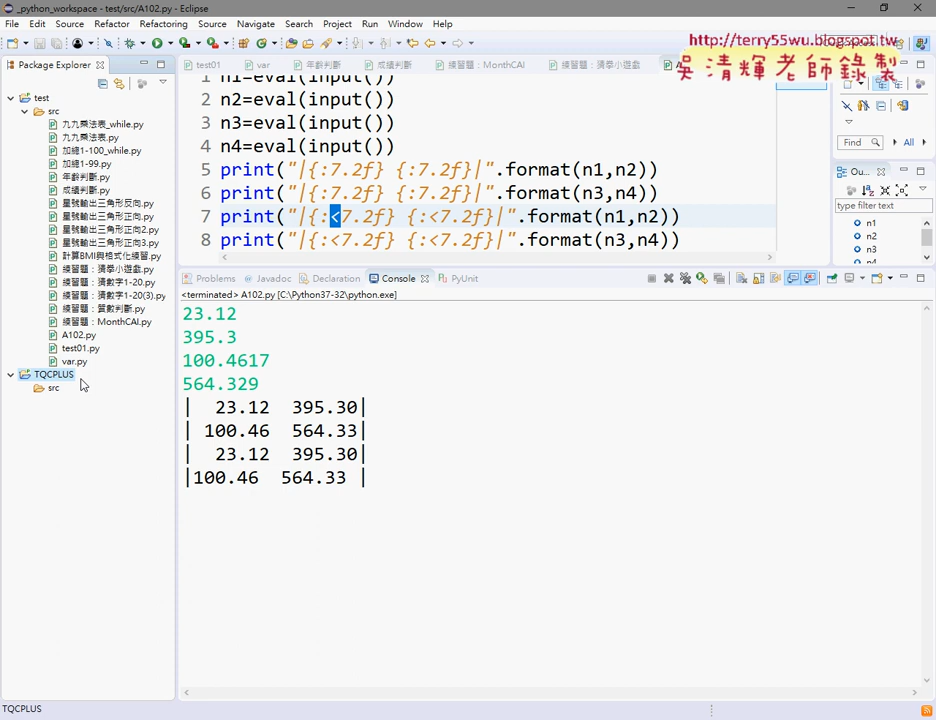 _python_workspace - test/src/A102.py - Eclipse
File Edit Source Refactor Refactoring Source Navigate Search Project Run Window Help
http://terry55wu.blogspot.tw
吳清輝老師錄製
Package Explorer
test01 var 年齡判斷 成績判斷 練習題：MonthCAI 練習題：猜拳小遊戲
test
src
九九乘法表_while.py
九九乘法表.py
加總1-100_while.py
加總1-99.py
年齡判斷.py
成績判斷.py
星號輸出三角形反向.py
星號輸出三角形正向.py
星號輸出三角形正向2.py
星號輸出三角形正向3.py
計算BMI與格式化練習.py
練習題：猜拳小遊戲.py
練習題：猜數字1-20.py
練習題：猜數字1-20(3).py
練習題：質數判斷.py
練習題：MonthCAI.py
A102.py
test01.py
var.py
TQCPLUS
src
1 n1=eval(input())
2 n2=eval(input())
3 n3=eval(input())
4 n4=eval(input())
5 print("|{:7.2f} {:7.2f}|".format(n1,n2))
6 print("|{:7.2f} {:7.2f}|".format(n3,n4))
7 print("|{:<7.2f} {:<7.2f}|".format(n1,n2))
8 print("|{:<7.2f} {:<7.2f}|".format(n3,n4))
Find All
Ou...
type filter text
n1
n2
n3
n4
Problems Javadoc Declaration Console PyUnit
<terminated> A102.py [C:\Python37-32\python.exe]
23.12
395.3
100.4617
564.329
|  23.12  395.30|
| 100.46  564.33|
|  23.12  395.30|
|100.46  564.33 |
TQCPLUS